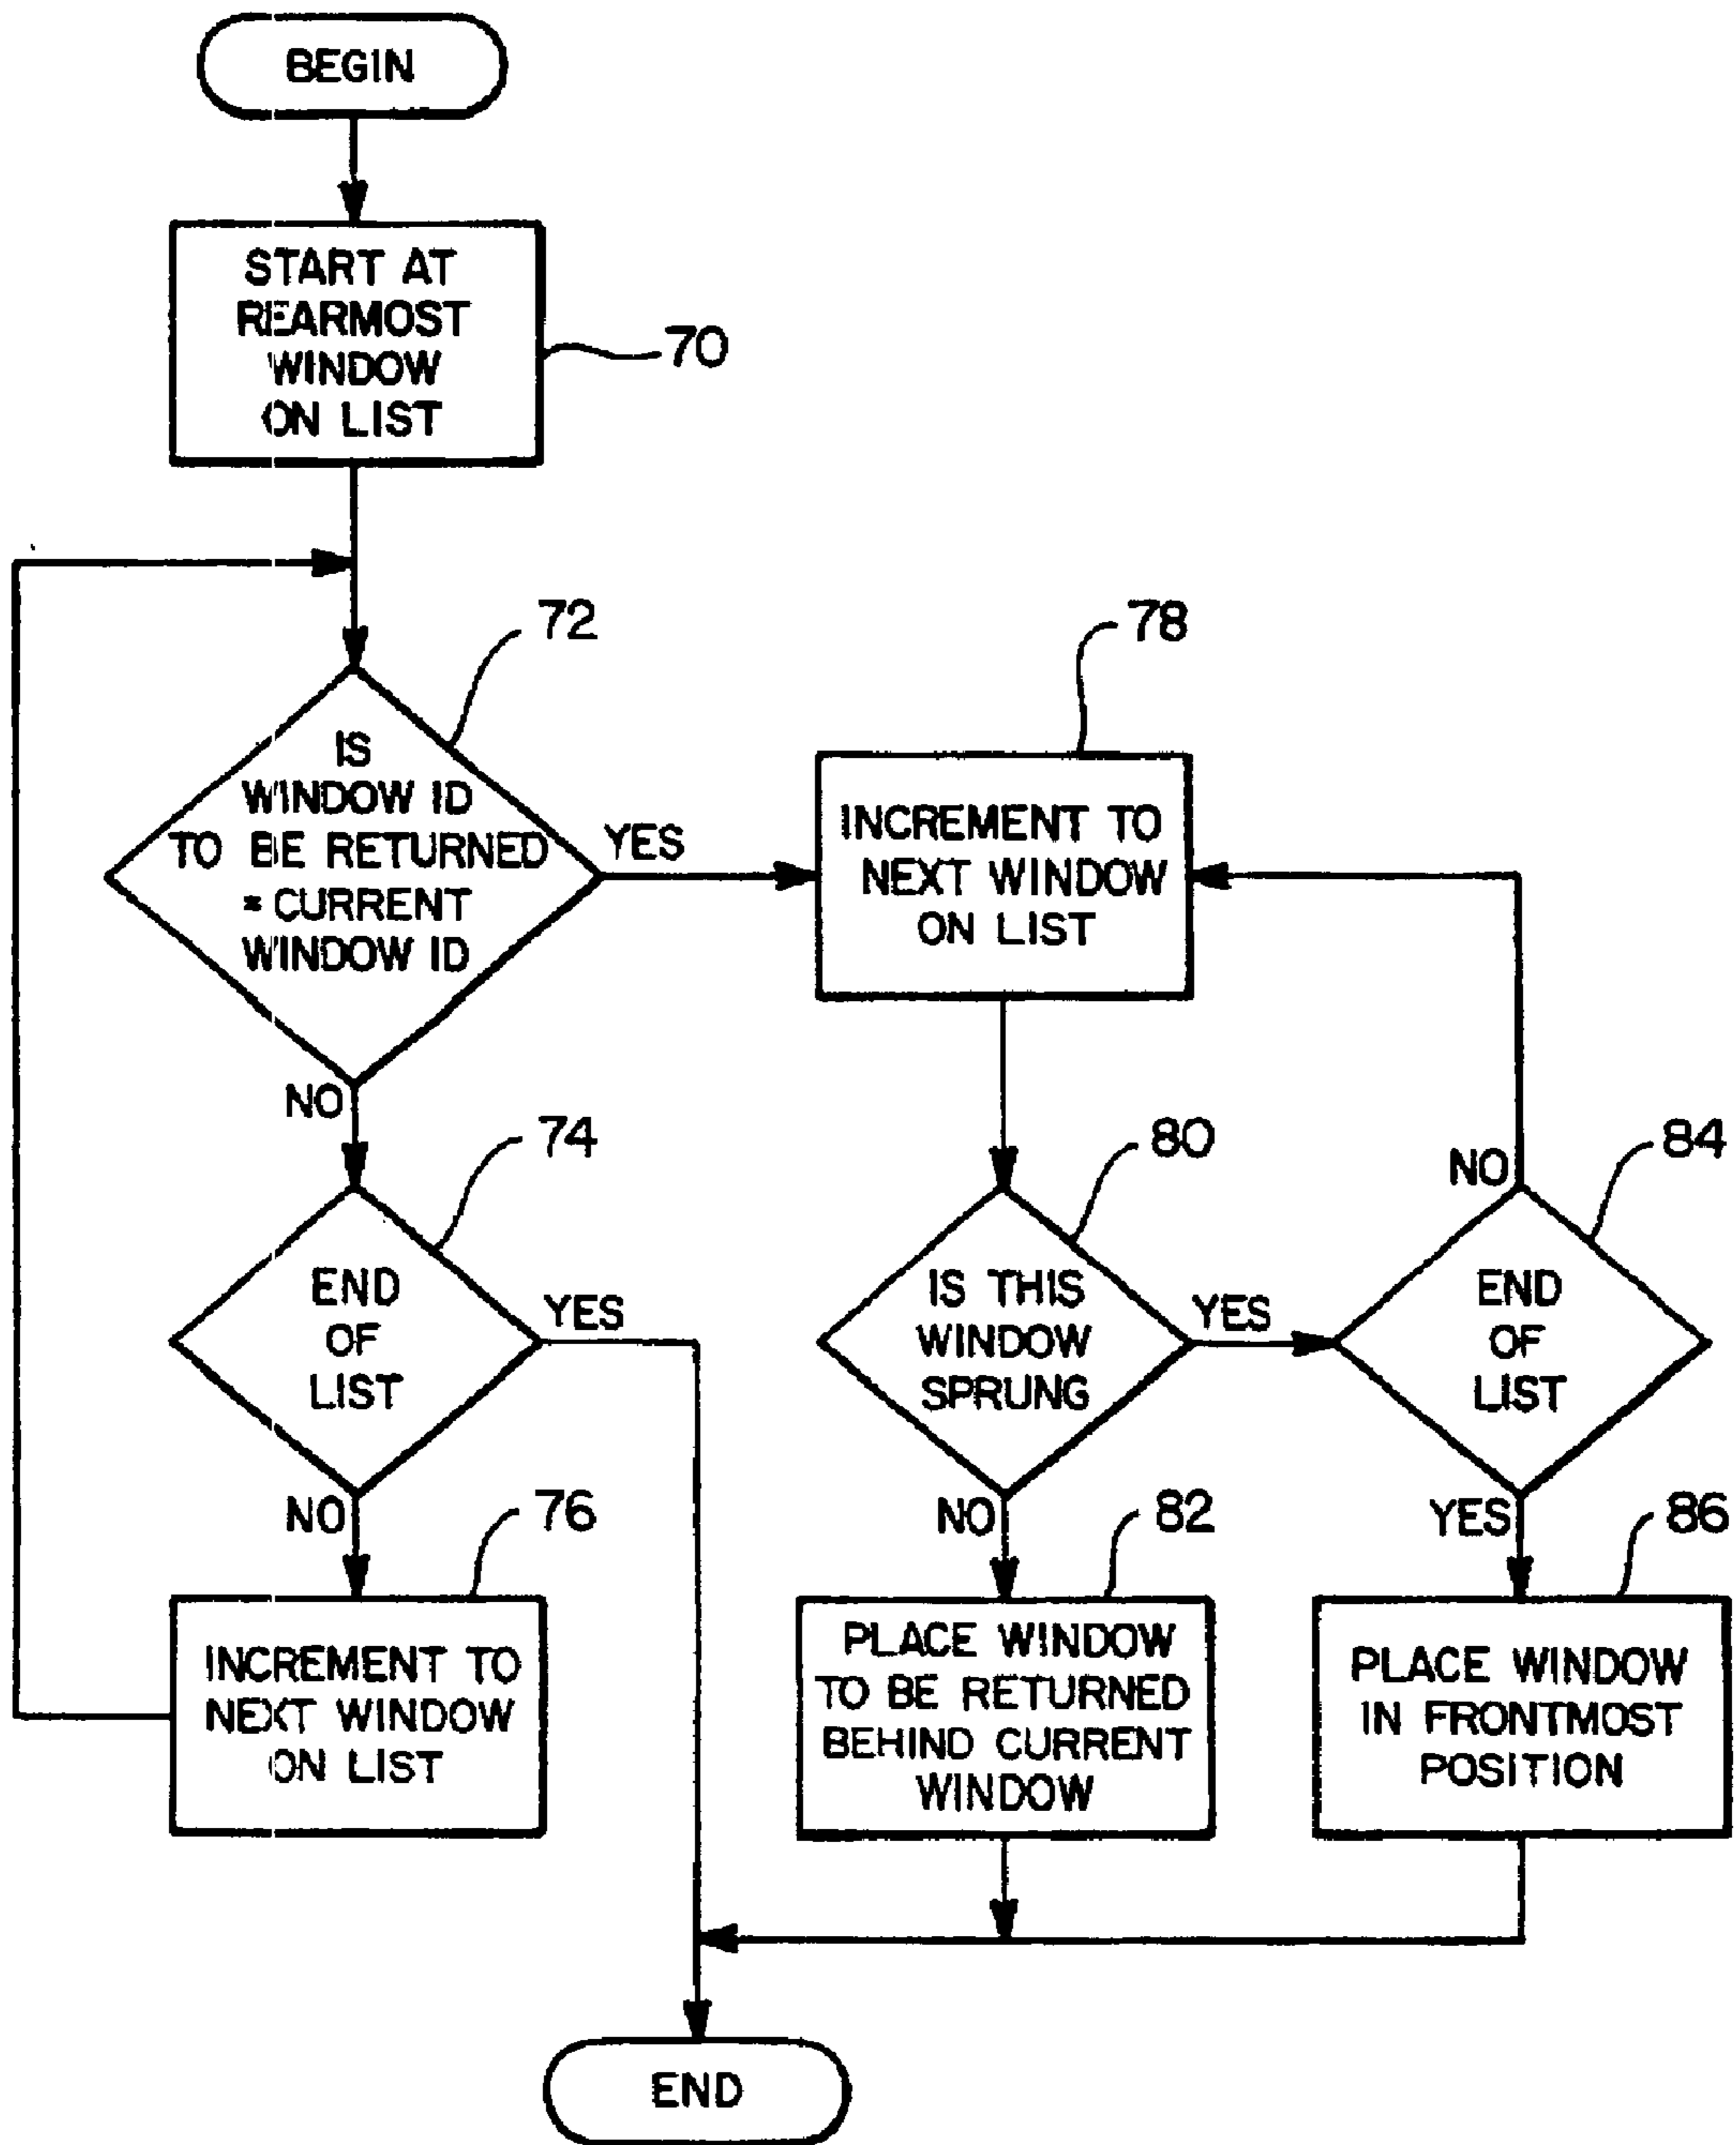 BEGIN
START AT
REARMOST
WINDOW
ON LIST
70
72
IS
WINDOW ID
TO BE RETURNED
= CURRENT
WINDOW ID
YES
NO
78
INCREMENT TO
NEXT WINDOW
ON LIST
74
END
OF
LIST
YES
NO
80
IS THIS
WINDOW
SPRUNG
YES
NO
84
NO
END
OF
LIST
YES
76
INCREMENT TO
NEXT WINDOW
ON LIST
82
PLACE WINDOW
TO BE RETURNED
BEHIND CURRENT
WINDOW
86
PLACE WINDOW
IN FRONTMOST
POSITION
END